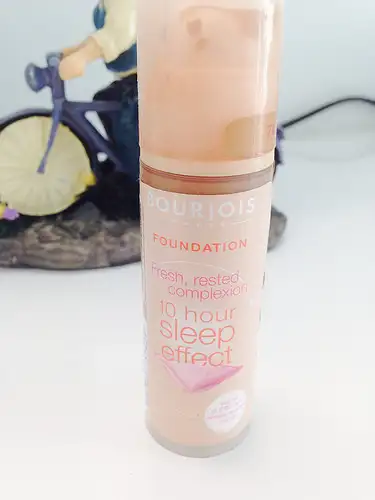 BOURJOIS
FOUNDATION
Fresh, rested
complexion
10 hour
sleep
effect